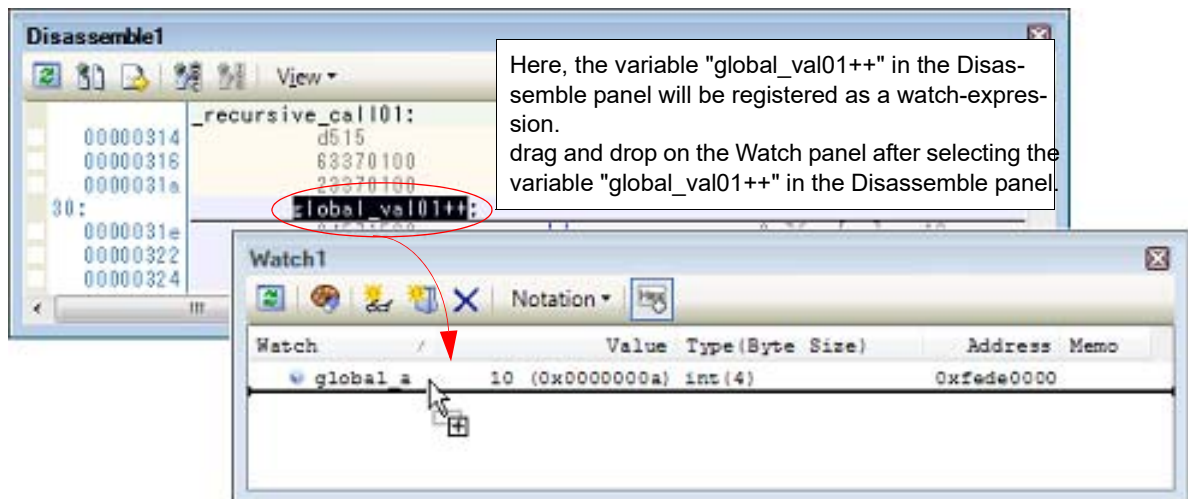 Disassemble1
View
Here, the variable "global_val01++" in the Disas-
semble panel will be registered as a watch-expres-
sion.
drag and drop on the Watch panel after selecting the
variable "global_val01++" in the Disassemble panel.
_recursive_call01:
00000314 d515
00000316 63370100
0000031a 23370100
30: global_val01++;
0000031e
00000322
00000324
Watch1
Notation
Hex
Watch Value Type(Byte Size) Address Memo
global_a 10 (0x0000000a) int(4) 0xfede0000